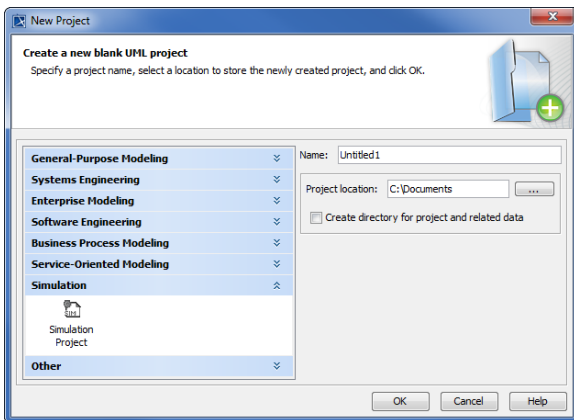 New Project
Create a new blank UML project
Specify a project name, select a location to store the newly created project, and click OK.
General-Purpose Modeling
Systems Engineering
Enterprise Modeling
Software Engineering
Business Process Modeling
Service-Oriented Modeling
Simulation
SIM
Simulation
Project
Other
Name: Untitled1
Project location: C:\Documents ...
Create directory for project and related data
OK Cancel Help